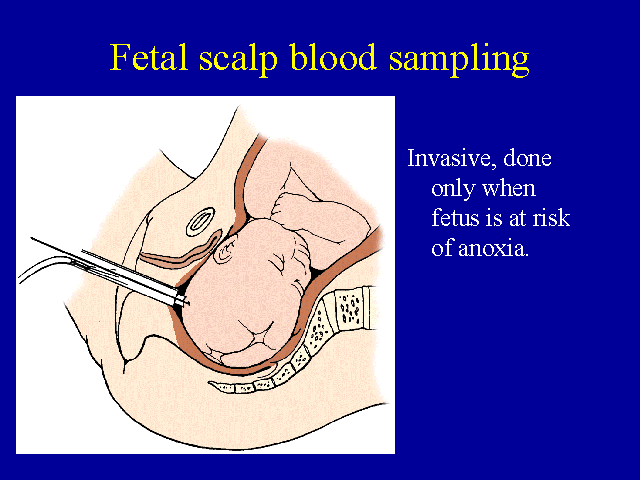 Fetal scalp blood sampling
Invasive, done
only when
fetus is at risk
of anoxia.